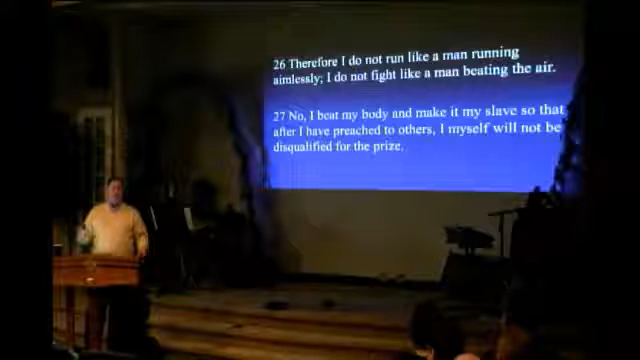 26 Therefore I do not run like a man running
aimlessly; I do not fight like a man beating the air.
27 No, I beat my body and make it my slave so that
after I have preached to others, I myself will not be
disqualified for the prize.